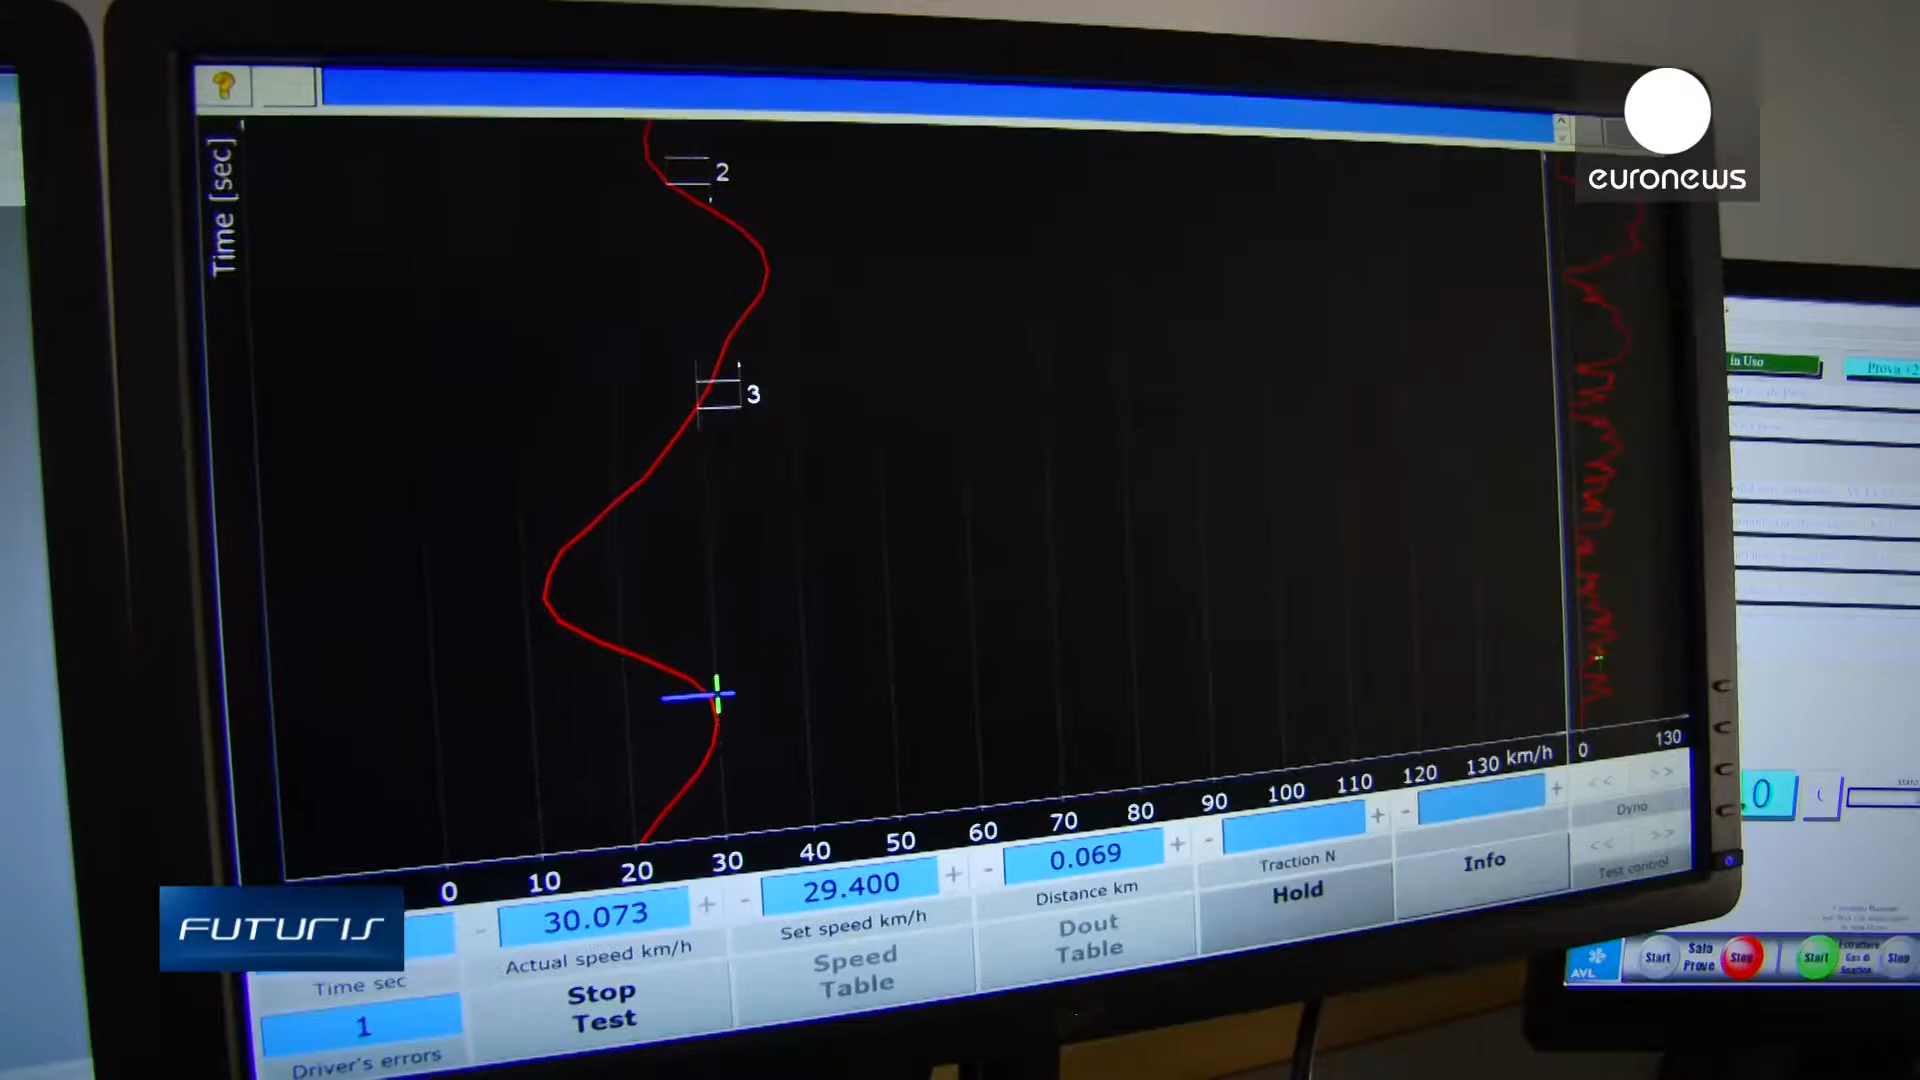 euronews
Time [sec]
2
3
in Uso
Prova +2
0 10 20 30 40 50 60 70 80 90 100 110 120 130 km/h
0 130
30.073
29.400
0.069
Time sec
Actual speed km/h
Set speed km/h
Distance km
Traction N
Dyno
1
Driver's errors
Stop
Test
Speed
Table
Dout
Table
Hold
Info
Test control
FUTURIS
AVL
Start
Sala
Prove
Stop
Start
Stop